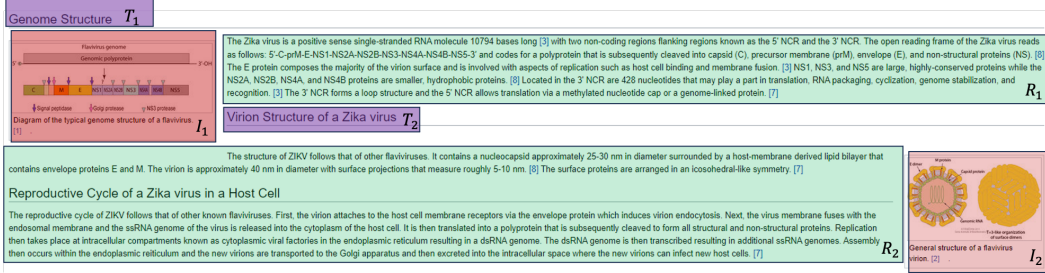 Genome Structure T1
Flavivirus genome
Genomic polyprotein
5' 3'-OH
C M E NS1 NS2A NS2B NS3 NS4A NS4B NS5
Signal peptidase Golgi protease NS3 protease
Diagram of the typical genome structure of a flavivirus.
[1] .
I1
The Zika virus is a positive sense single-stranded RNA molecule 10794 bases long [3] with two non-coding regions flanking regions known as the 5' NCR and the 3' NCR. The open reading frame of the Zika virus reads
as follows: 5'-C-prM-E-NS1-NS2A-NS2B-NS3-NS4A-NS4B-NS5-3' and codes for a polyprotein that is subsequently cleaved into capsid (C), precursor membrane (prM), envelope (E), and non-structural proteins (NS). [8]
The E protein composes the majority of the virion surface and is involved with aspects of replication such as host cell binding and membrane fusion. [3] NS1, NS3, and NS5 are large, highly-conserved proteins while the
NS2A, NS2B, NS4A, and NS4B proteins are smaller, hydrophobic proteins. [8] Located in the 3' NCR are 428 nucleotides that may play a part in translation, RNA packaging, cyclization, genome stabilization, and
recognition. [3] The 3' NCR forms a loop structure and the 5' NCR allows translation via a methylated nucleotide cap or a genome-linked protein. [7]
R1
Virion Structure of a Zika virus T2
The structure of ZIKV follows that of other flaviviruses. It contains a nucleocapsid approximately 25-30 nm in diameter surrounded by a host-membrane derived lipid bilayer that
contains envelope proteins E and M. The virion is approximately 40 nm in diameter with surface projections that measure roughly 5-10 nm. [8] The surface proteins are arranged in an icosohedral-like symmetry. [7]
Reproductive Cycle of a Zika virus in a Host Cell
The reproductive cycle of ZIKV follows that of other known flaviviruses. First, the virion attaches to the host cell membrane receptors via the envelope protein which induces virion endocytosis. Next, the virus membrane fuses with the
endosomal membrane and the ssRNA genome of the virus is released into the cytoplasm of the host cell. It is then translated into a polyprotein that is subsequently cleaved to form all structural and non-structural proteins. Replication
then takes place at intracellular compartments known as cytoplasmic viral factories in the endoplasmic reticulum resulting in a dsRNA genome. The dsRNA genome is then transcribed resulting in additional ssRNA genomes. Assembly
then occurs within the endoplasmic reiticulum and the new virions are transported to the Golgi apparatus and then excreted into the intracellular space where the new virions can infect new host cells. [7]
R2
M protein
E dimer
Capsid protein
Genomic RNA
T=3-like organization
of surface dimers
General structure of a flavivirus
virion. [2] .
I2